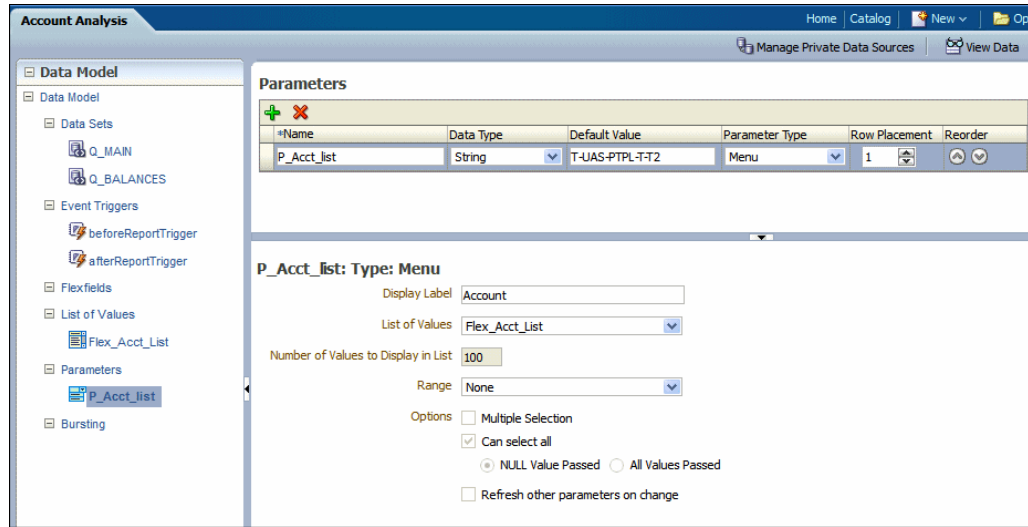 Account Analysis
Home Catalog New Op
Manage Private Data Sources View Data
Data Model
Data Model
Data Sets
Q_MAIN
Q_BALANCES
Event Triggers
beforeReportTrigger
afterReportTrigger
Flexfields
List of Values
Flex_Acct_List
Parameters
P_Acct_list
Bursting
Parameters
*Name Data Type Default Value Parameter Type Row Placement Reorder
P_Acct_list String T-UAS-PTPL-T-T2 Menu 1
P_Acct_list: Type: Menu
Display Label Account
List of Values Flex_Acct_List
Number of Values to Display in List 100
Range None
Options Multiple Selection
Can select all
NULL Value Passed All Values Passed
Refresh other parameters on change